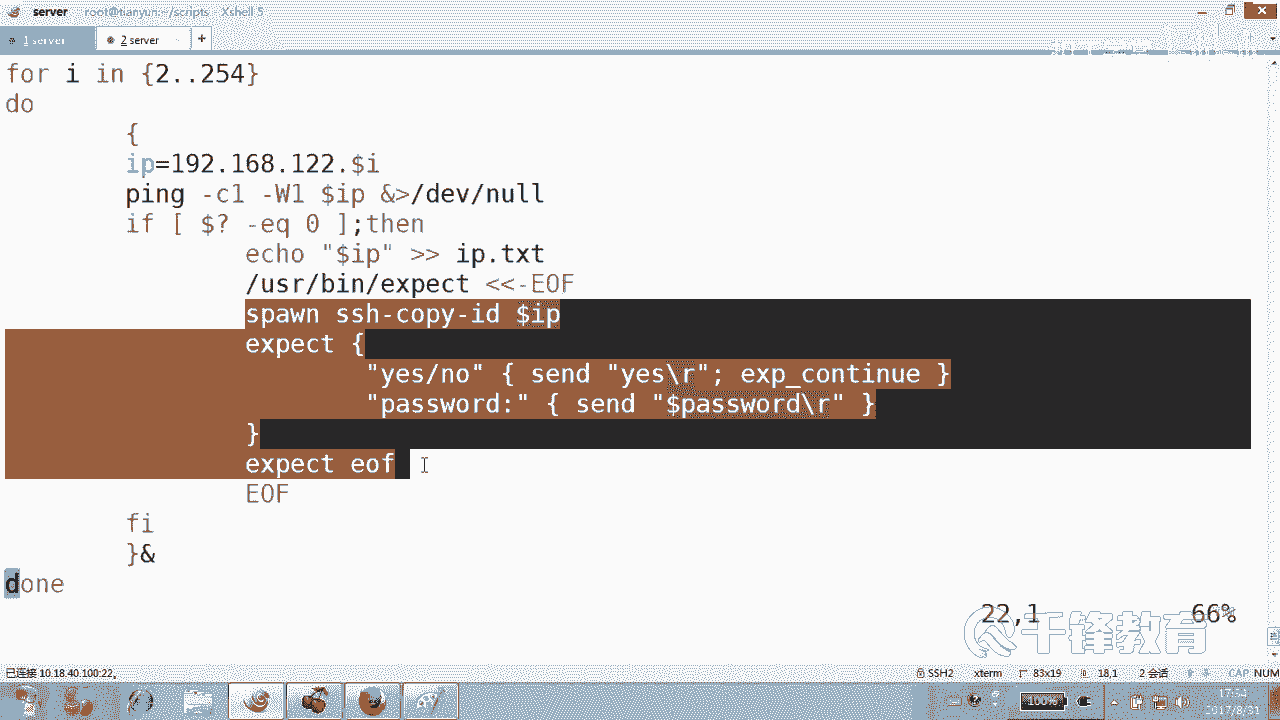 server root@tianyun:~/scripts - Xshell 5
1 server 2 server +
for i in {2..254}
do
{
ip=192.168.122.$i
ping -c1 -W1 $ip &>/dev/null
if [ $? -eq 0 ];then
echo "$ip" >> ip.txt
/usr/bin/expect <<-EOF
spawn ssh-copy-id $ip
expect {
"yes/no" { send "yes\r"; exp_continue }
"password:" { send "$password\r" }
}
expect eof
EOF
fi
}&
done
22,1 66%
千锋教育
已连接 10.18.40.100:22。 SSH2 xterm 83x19 18,1 2 会话 CAP NUM
100%
2017/8/31